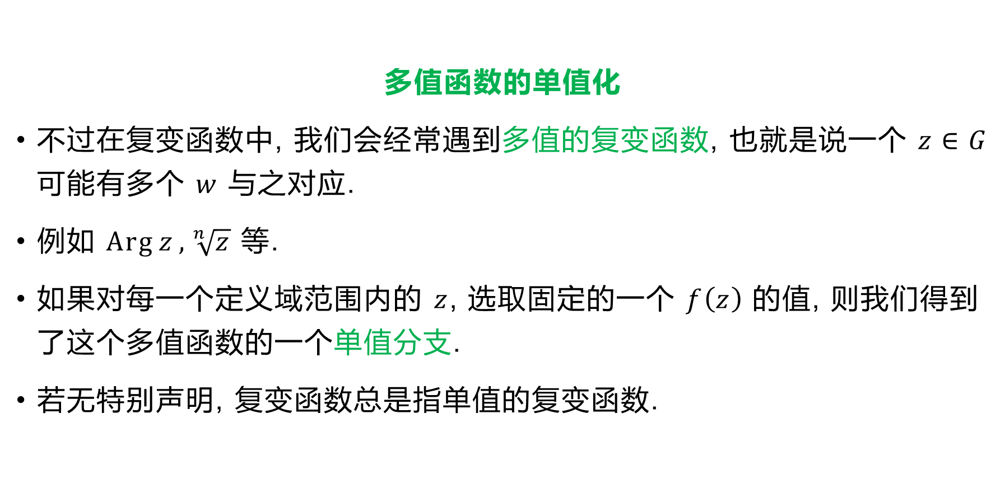 多值函数的单值化
• 不过在复变函数中, 我们会经常遇到多值的复变函数, 也就是说一个 z ∈ G
可能有多个 w 与之对应.
• 例如 Arg z , ⁿ√z 等.
• 如果对每一个定义域范围内的 z, 选取固定的一个 f(z) 的值, 则我们得到
了这个多值函数的一个单值分支.
• 若无特别声明, 复变函数总是指单值的复变函数.